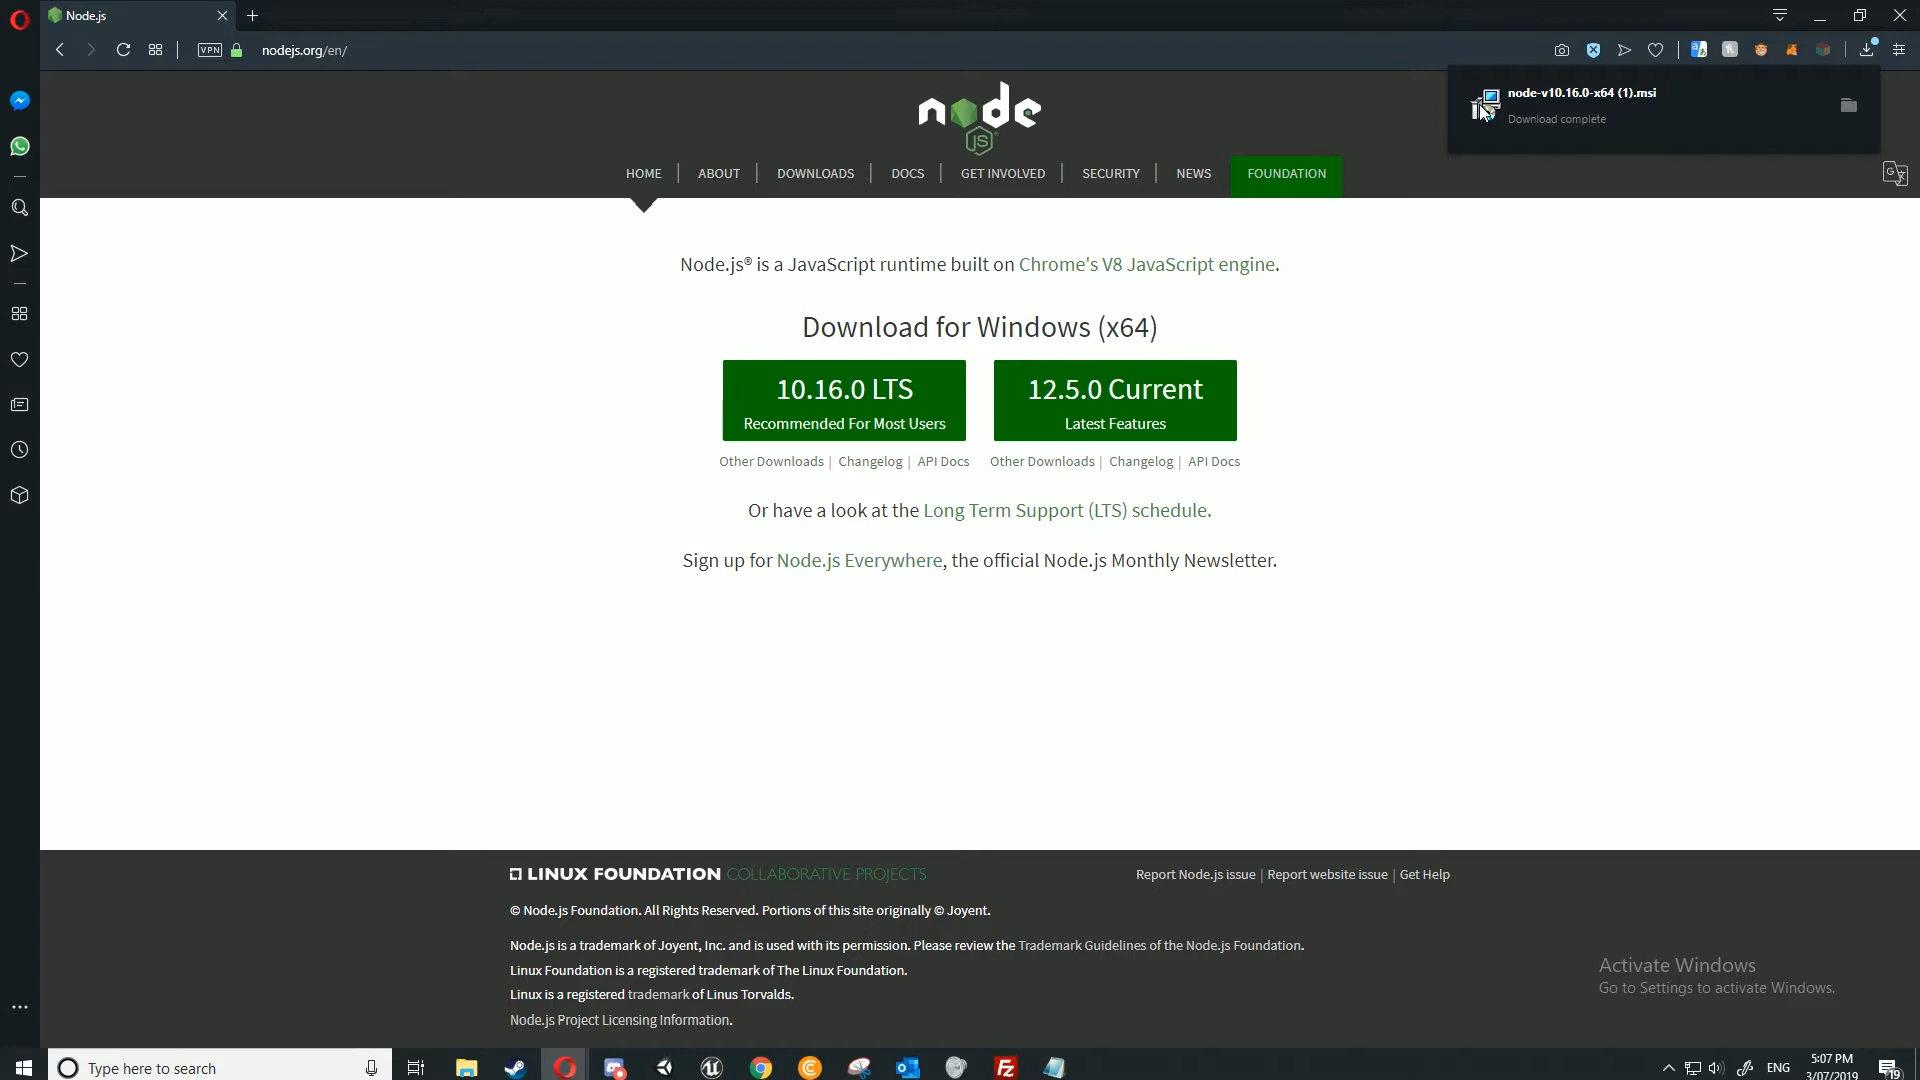 Node.js
VPN
nodejs.org/en/
node-v10.16.0-x64 (1).msi
Download complete
node
JS
HOME
ABOUT
DOWNLOADS
DOCS
GET INVOLVED
SECURITY
NEWS
FOUNDATION
Node.js® is a JavaScript runtime built on Chrome's V8 JavaScript engine.
Download for Windows (x64)
10.16.0 LTS
Recommended For Most Users
12.5.0 Current
Latest Features
Other Downloads | Changelog | API Docs
Other Downloads | Changelog | API Docs
Or have a look at the Long Term Support (LTS) schedule.
Sign up for Node.js Everywhere, the official Node.js Monthly Newsletter.
LINUX FOUNDATION COLLABORATIVE PROJECTS
Report Node.js issue | Report website issue | Get Help
© Node.js Foundation. All Rights Reserved. Portions of this site originally © Joyent.
Node.js is a trademark of Joyent, Inc. and is used with its permission. Please review the Trademark Guidelines of the Node.js Foundation.
Linux Foundation is a registered trademark of The Linux Foundation.
Linux is a registered trademark of Linus Torvalds.
Node.js Project Licensing Information.
Activate Windows
Go to Settings to activate Windows.
Type here to search
ENG
5:07 PM
3/07/2019
19